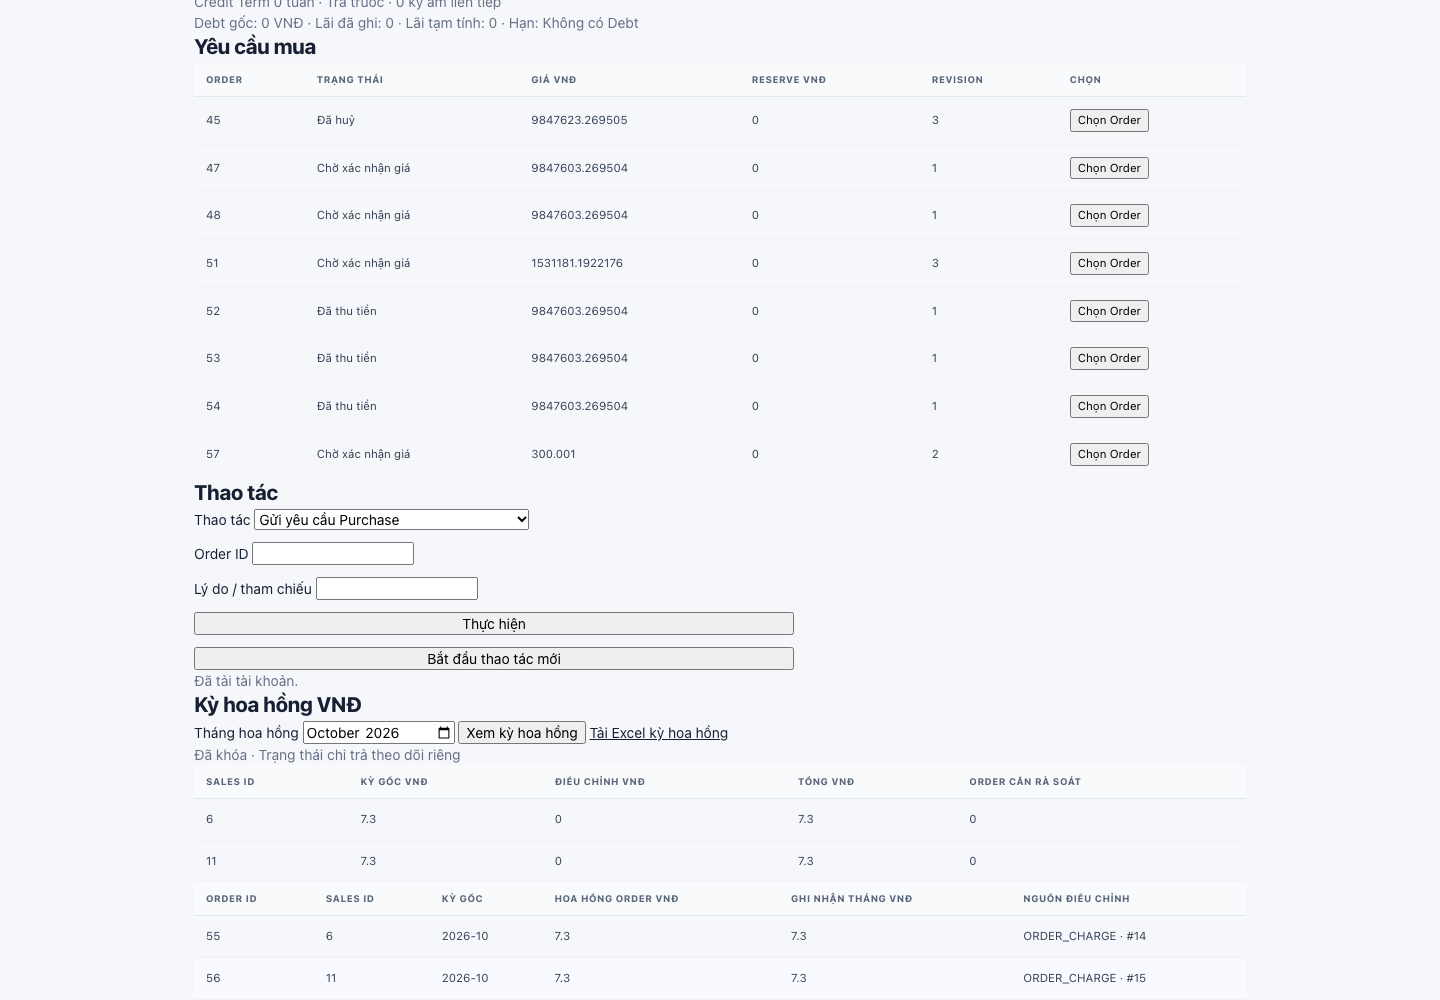 Credit Term 0 tuần · Trả trước · 0 kỳ âm liên tiếp
Debt gốc: 0 VNĐ · Lãi đã ghi: 0 · Lãi tạm tính: 0 · Hạn: Không có Debt
Yêu cầu mua
ORDER TRẠNG THÁI GIÁ VNĐ RESERVE VNĐ REVISION CHỌN
45 Đã huỷ 9847623.269505 0 3 Chọn Order
47 Chờ xác nhận giá 9847603.269504 0 1 Chọn Order
48 Chờ xác nhận giá 9847603.269504 0 1 Chọn Order
51 Chờ xác nhận giá 1531181.1922176 0 3 Chọn Order
52 Đã thu tiền 9847603.269504 0 1 Chọn Order
53 Đã thu tiền 9847603.269504 0 1 Chọn Order
54 Đã thu tiền 9847603.269504 0 1 Chọn Order
57 Chờ xác nhận giá 300.001 0 2 Chọn Order
Thao tác
Thao tác Gửi yêu cầu Purchase
Order ID
Lý do / tham chiếu
Thực hiện
Bắt đầu thao tác mới
Đã tải tài khoản.
Kỳ hoa hồng VNĐ
Tháng hoa hồng October 2026 Xem kỳ hoa hồng Tải Excel kỳ hoa hồng
Đã khóa · Trạng thái chi trả theo dõi riêng
SALES ID KỲ GỐC VNĐ ĐIỀU CHỈNH VNĐ TỔNG VNĐ ORDER CẦN RÀ SOÁT
6 7.3 0 7.3 0
11 7.3 0 7.3 0
ORDER ID SALES ID KỲ GỐC HOA HỒNG ORDER VNĐ GHI NHẬN THÁNG VNĐ NGUỒN ĐIỀU CHỈNH
55 6 2026-10 7.3 7.3 ORDER_CHARGE · #14
56 11 2026-10 7.3 7.3 ORDER_CHARGE · #15